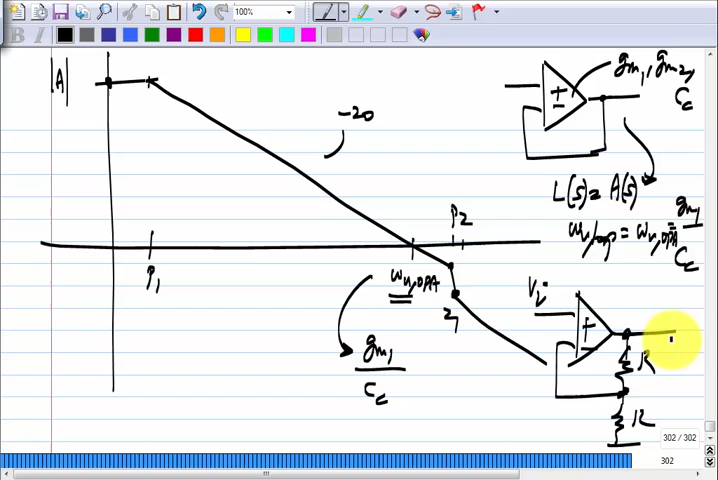 100%
B I U
|A|
-20
gm1, gm2,
Cc
L(s) = A(s)
ωu,loop = ωu,OPA = gm1
Cc
p1
p2
ωu,OPA
z1
gm1
Cc
Vi
R
R
302 / 302
302